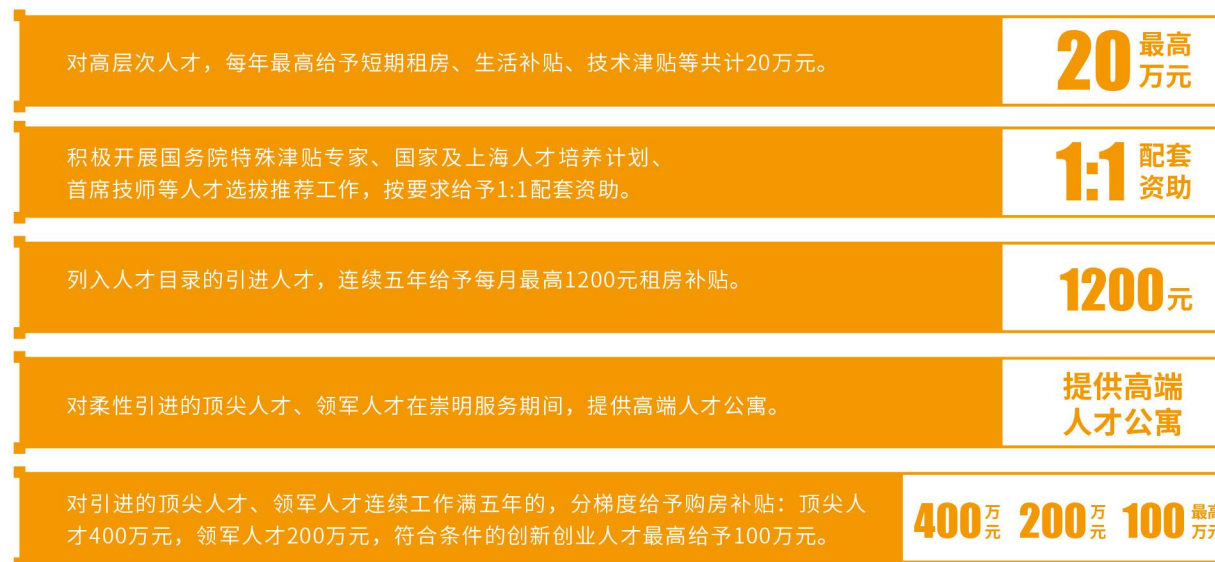 对高层次人才，每年最高给予短期租房、生活补贴、技术津贴等共计20万元。
20 最高
万元
积极开展国务院特殊津贴专家、国家及上海人才培养计划、
首席技师等人才选拔推荐工作，按要求给予1:1配套资助。
1:1 配套
资助
列入人才目录的引进人才，连续五年给予每月最高1200元租房补贴。
1200元
对柔性引进的顶尖人才、领军人才在崇明服务期间，提供高端人才公寓。
提供高端
人才公寓
对引进的顶尖人才、领军人才连续工作满五年的，分梯度给予购房补贴：顶尖人
才400万元，领军人才200万元，符合条件的创新创业人才最高给予100万元。
400万元 200万元 100 最高
万元